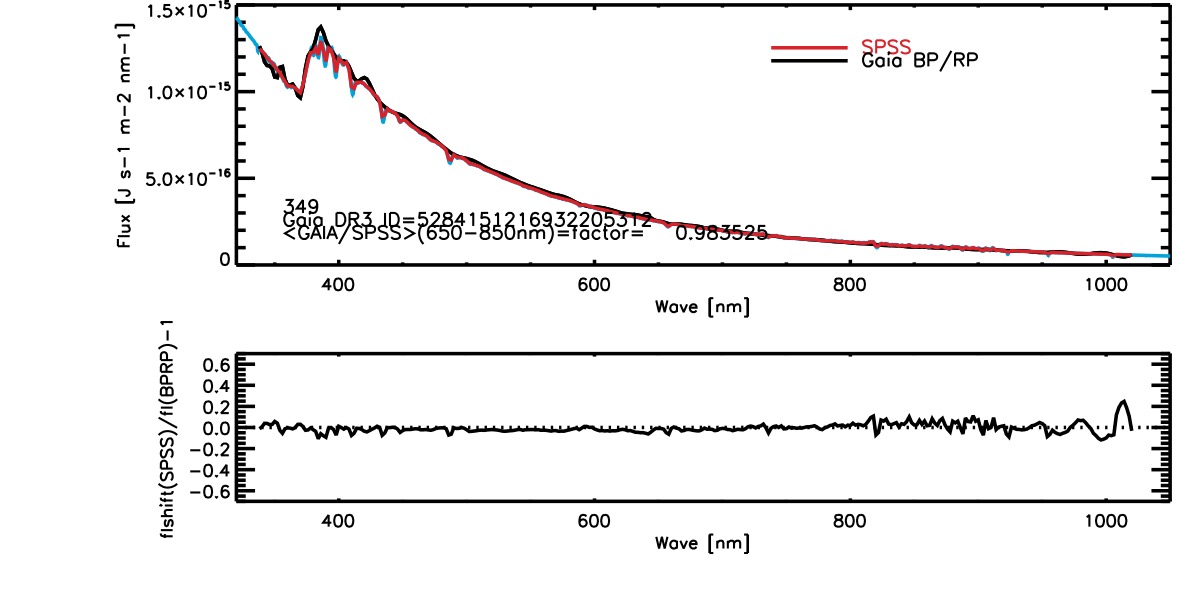 1.5×10−15
SPSS
Gaia BP/RP
1.0×10−15
5.0×10−16
349
Gaia DR3 ID=5284151216932205312
<GAIA/SPSS>(650−850nm)=factor= 0.983525
0
Flux [J s−1 m−2 nm−1]
400 600 800 1000
Wave [nm]
0.6
0.4
0.2
0.0
−0.2
−0.4
−0.6
flshift(SPSS)/fl(BPRP)−1
400 600 800 1000
Wave [nm]